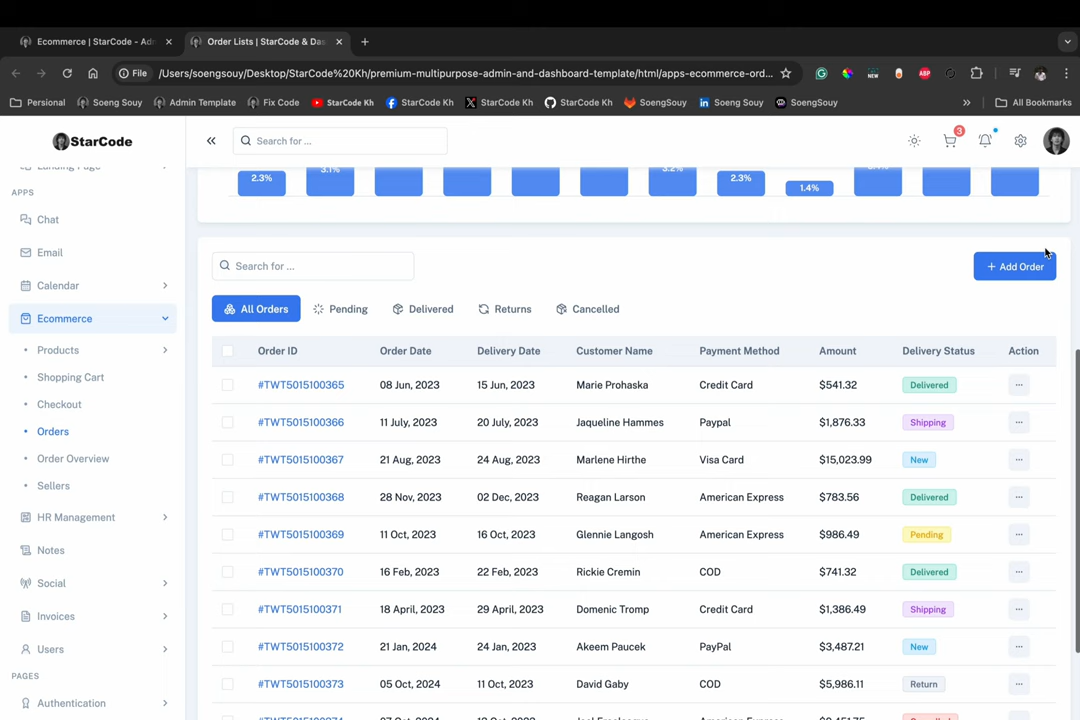 Ecommerce | StarCode - Adm
Order Lists | StarCode & Das
File
/Users/soengsouy/Desktop/StarCode%20Kh/premium-multipurpose-admin-and-dashboard-template/html/apps-ecommerce-ord...
NEW
ABP
Personal
Soeng Souy
Admin Template
Fix Code
StarCode Kh
StarCode Kh
StarCode Kh
StarCode Kh
SoengSouy
Soeng Souy
SoengSouy
»
All Bookmarks
StarCode
Search for ...
3
Landing Page
APPS
Chat
Email
Calendar
Ecommerce
Products
Shopping Cart
Checkout
Orders
Order Overview
Sellers
HR Management
Notes
Social
Invoices
Users
PAGES
Authentication
2.3%
3.1%
3.2%
2.3%
1.4%
Search for ...
+ Add Order
All Orders Pending Delivered Returns Cancelled
Order ID Order Date Delivery Date Customer Name Payment Method Amount Delivery Status Action
#TWT5015100365 08 Jun, 2023 15 Jun, 2023 Marie Prohaska Credit Card $541.32 Delivered ...
#TWT5015100366 11 July, 2023 20 July, 2023 Jaqueline Hammes Paypal $1,876.33 Shipping ...
#TWT5015100367 21 Aug, 2023 24 Aug, 2023 Marlene Hirthe Visa Card $15,023.99 New ...
#TWT5015100368 28 Nov, 2023 02 Dec, 2023 Reagan Larson American Express $783.56 Delivered ...
#TWT5015100369 11 Oct, 2023 16 Oct, 2023 Glennie Langosh American Express $986.49 Pending ...
#TWT5015100370 16 Feb, 2023 22 Feb, 2023 Rickie Cremin COD $741.32 Delivered ...
#TWT5015100371 18 April, 2023 29 April, 2023 Domenic Tromp Credit Card $1,386.49 Shipping ...
#TWT5015100372 21 Jan, 2024 24 Jan, 2023 Akeem Paucek PayPal $3,487.21 New ...
#TWT5015100373 05 Oct, 2024 11 Oct, 2023 David Gaby COD $5,986.11 Return ...